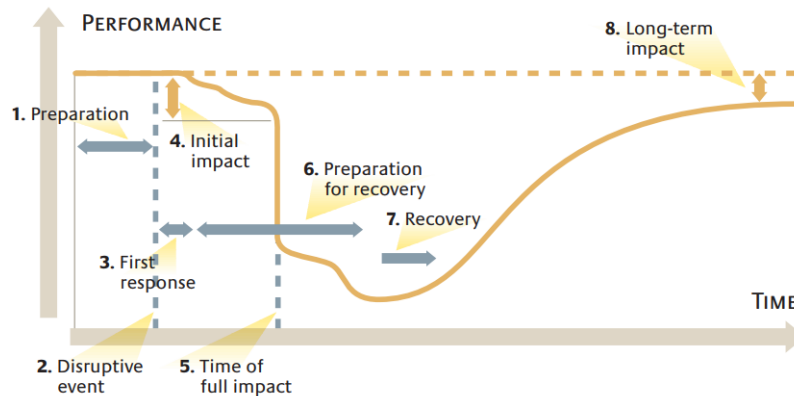 PERFORMANCE
8. Long-term
impact
1. Preparation
4. Initial
impact
6. Preparation
for recovery
7. Recovery
3. First
response
TIME
2. Disruptive
event
5. Time of
full impact